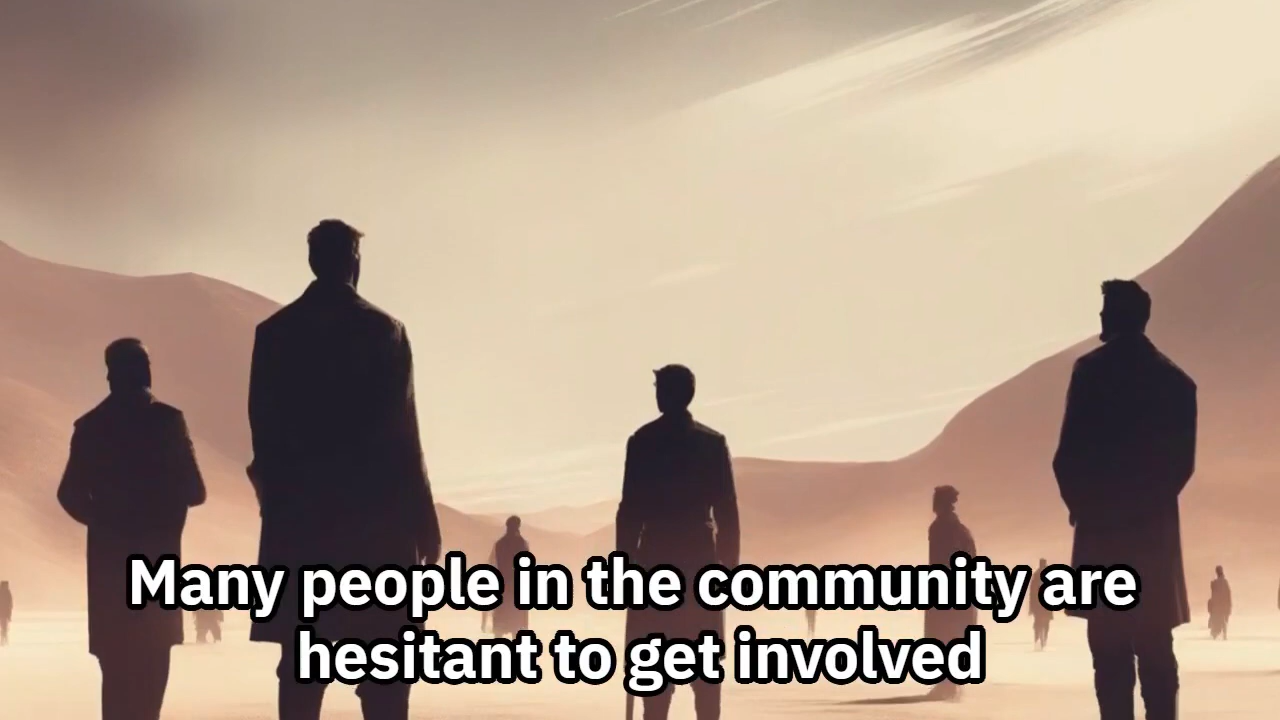 Many people in the community are
hesitant to get involved